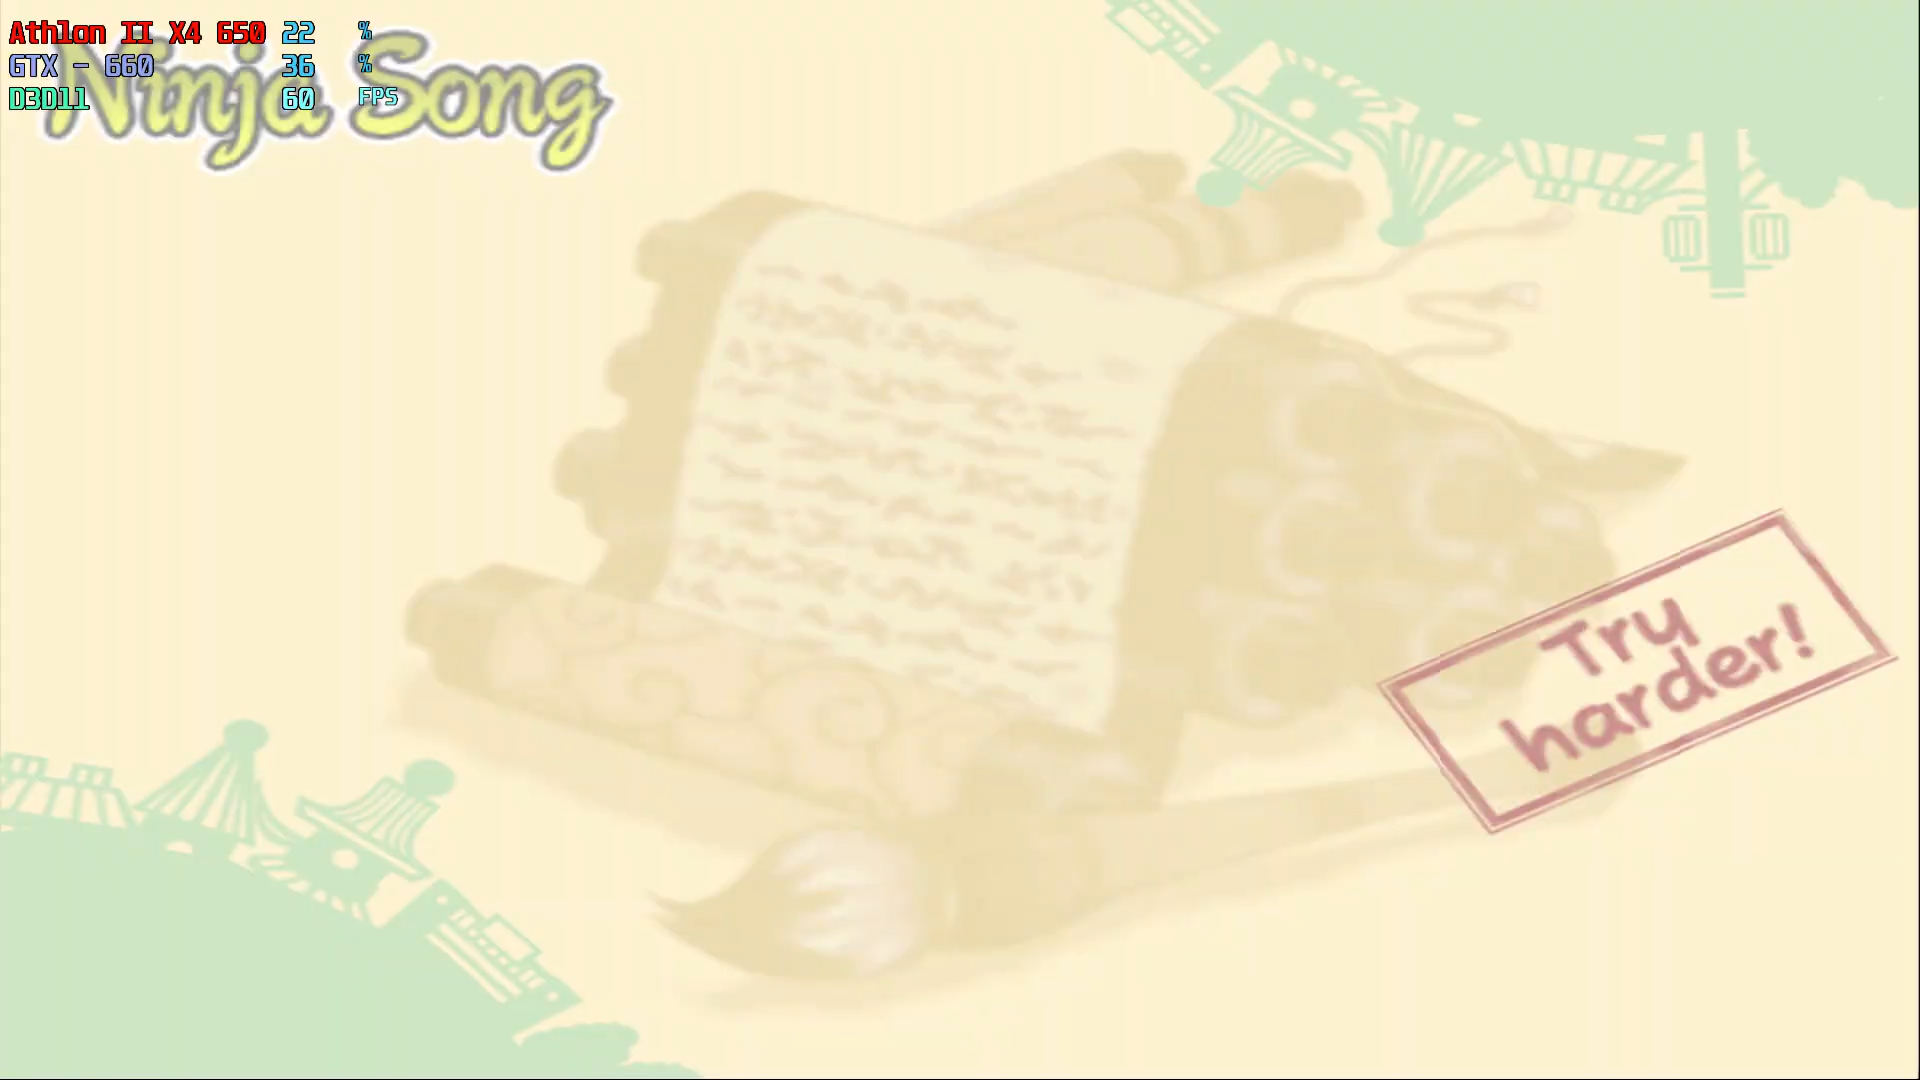 Athlon II X4 650 22 %
GTX - 660 36 %
D3D11 60 FPS
Ninja Song
Try
harder!